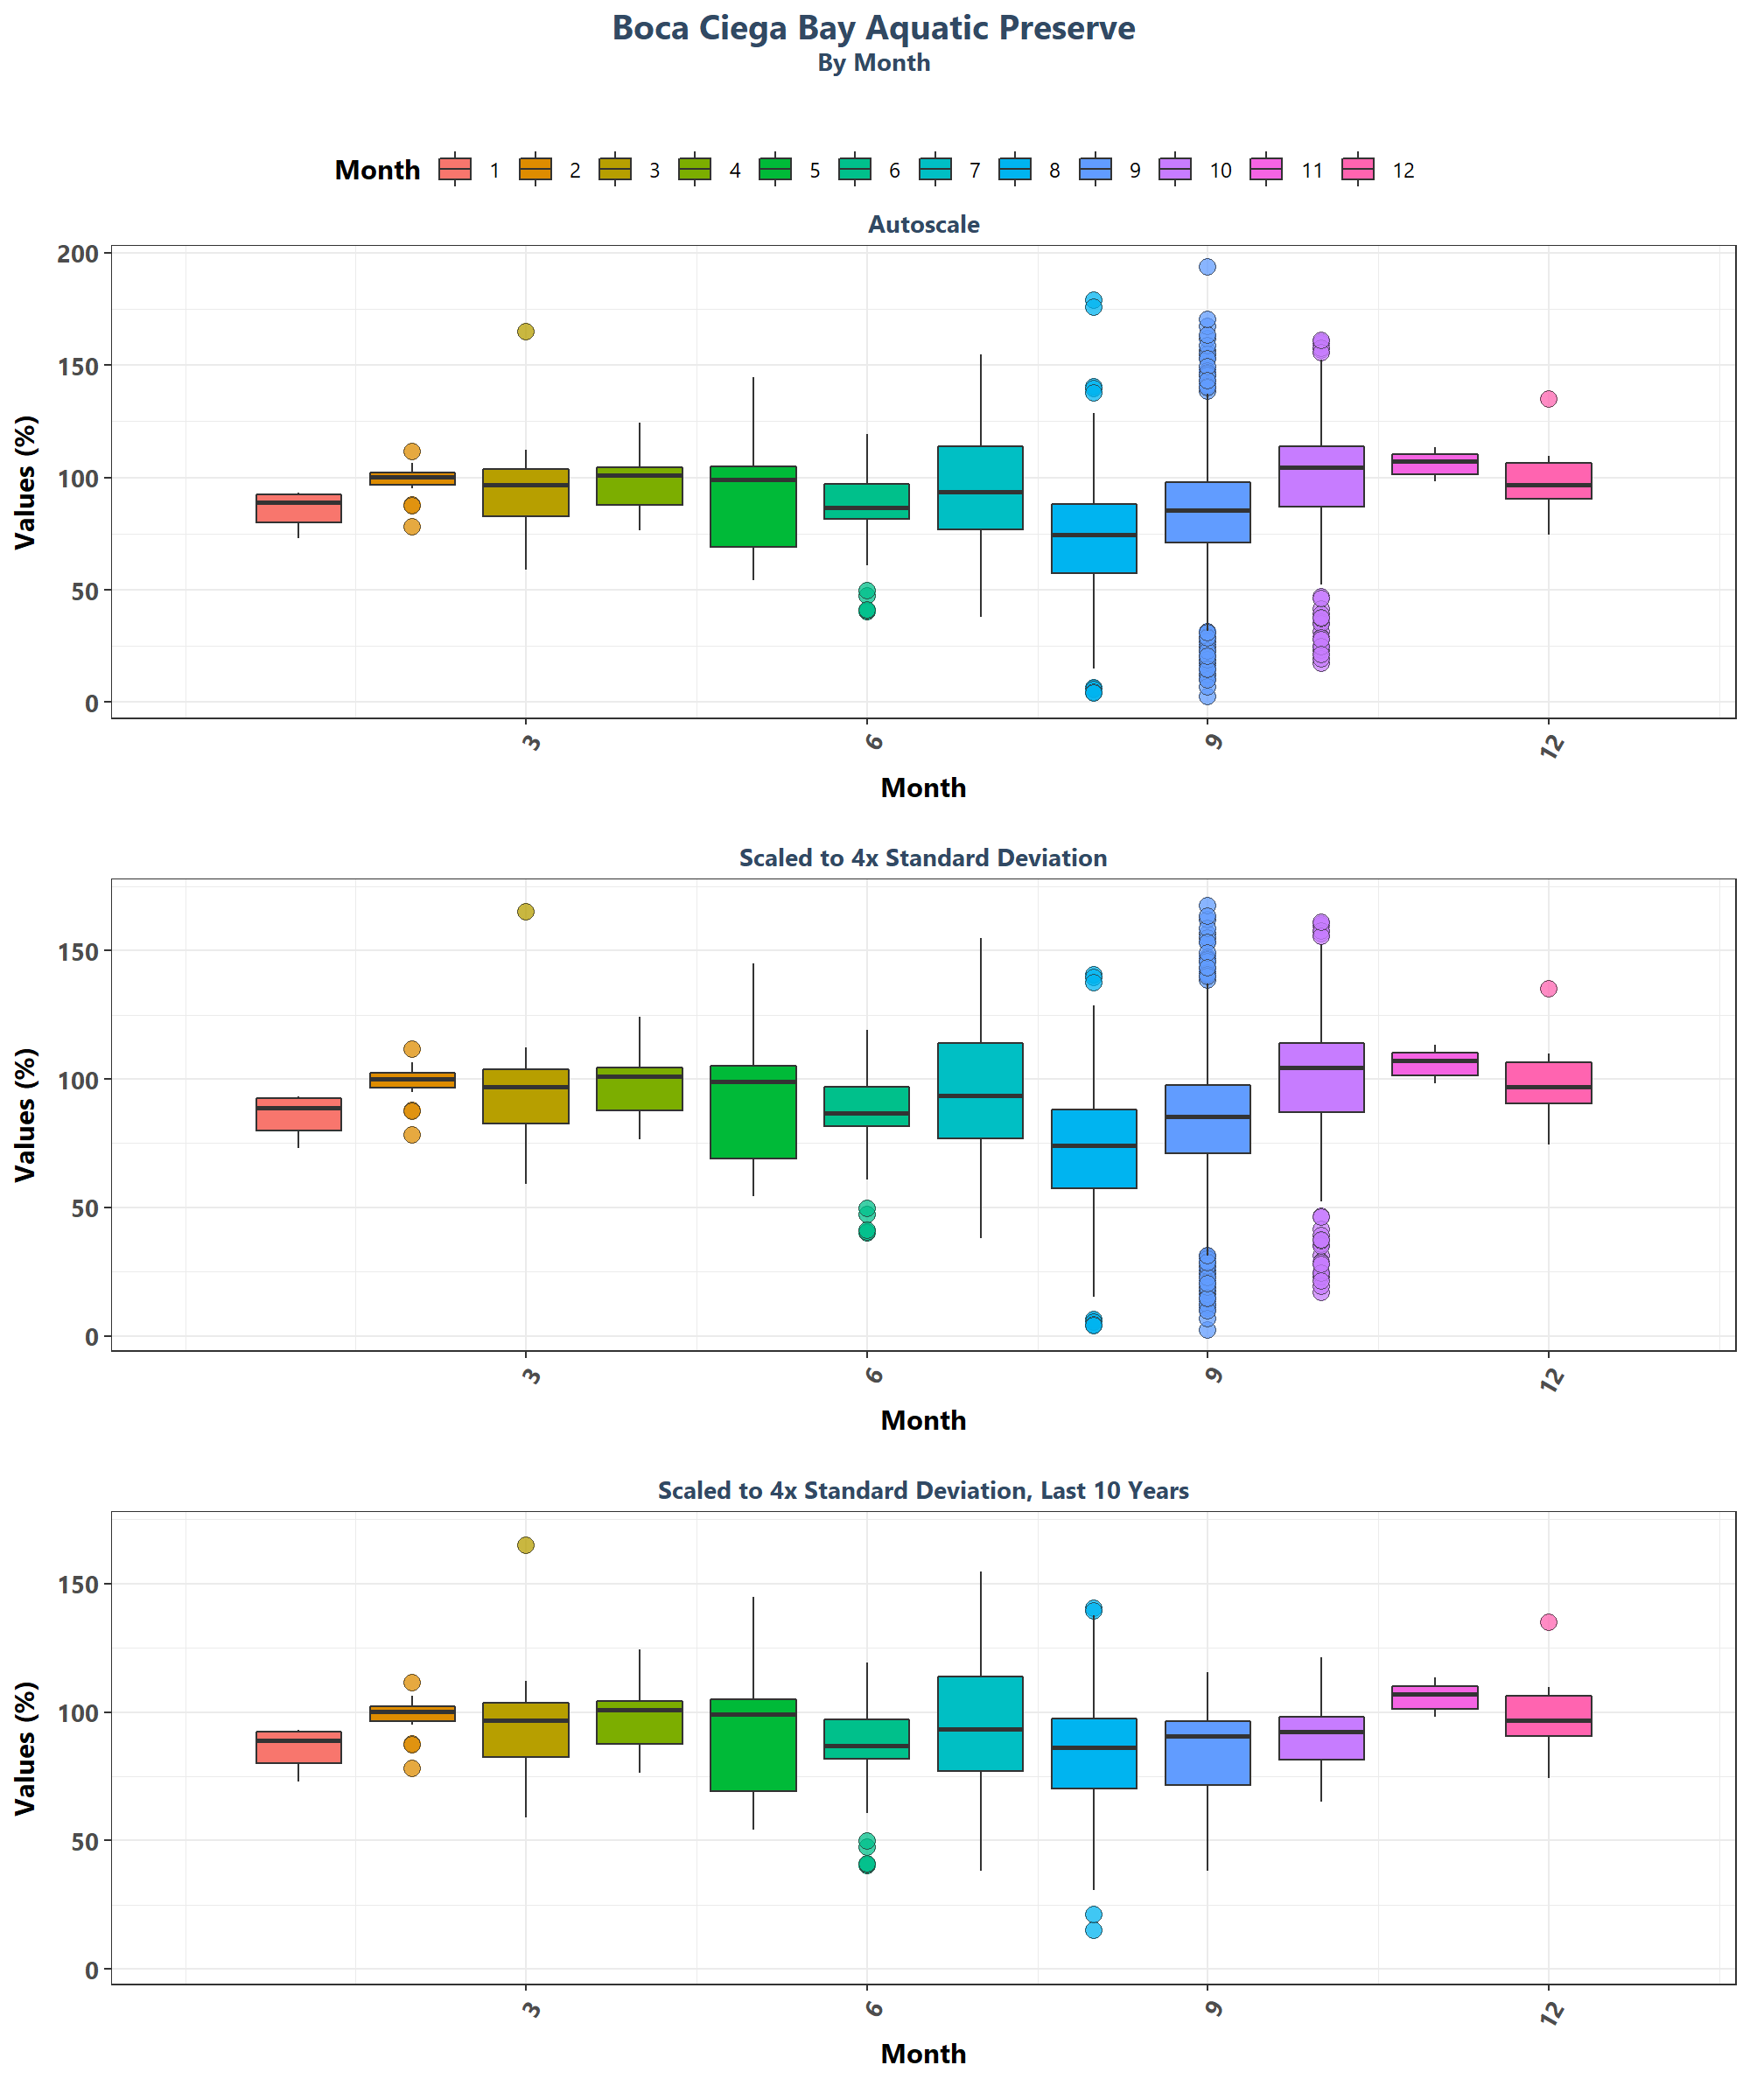 Boca Ciega Bay Aquatic Preserve
By Month
Month 1 2 3 4 5 6 7 8 9 10 11 12
Autoscale
Values (%)
200
150
100
50
0
3 6 9 12
Month
Scaled to 4x Standard Deviation
Values (%)
150
100
50
0
3 6 9 12
Month
Scaled to 4x Standard Deviation, Last 10 Years
Values (%)
150
100
50
0
3 6 9 12
Month